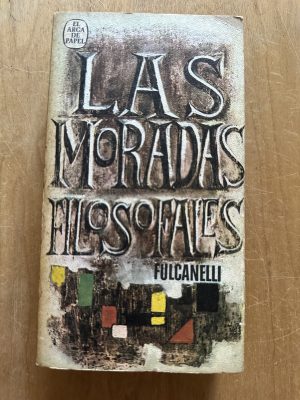 EL
ARCA
DE
PAPEL
LAS
MORADAS
FILOSOFALES
FULCANELLI